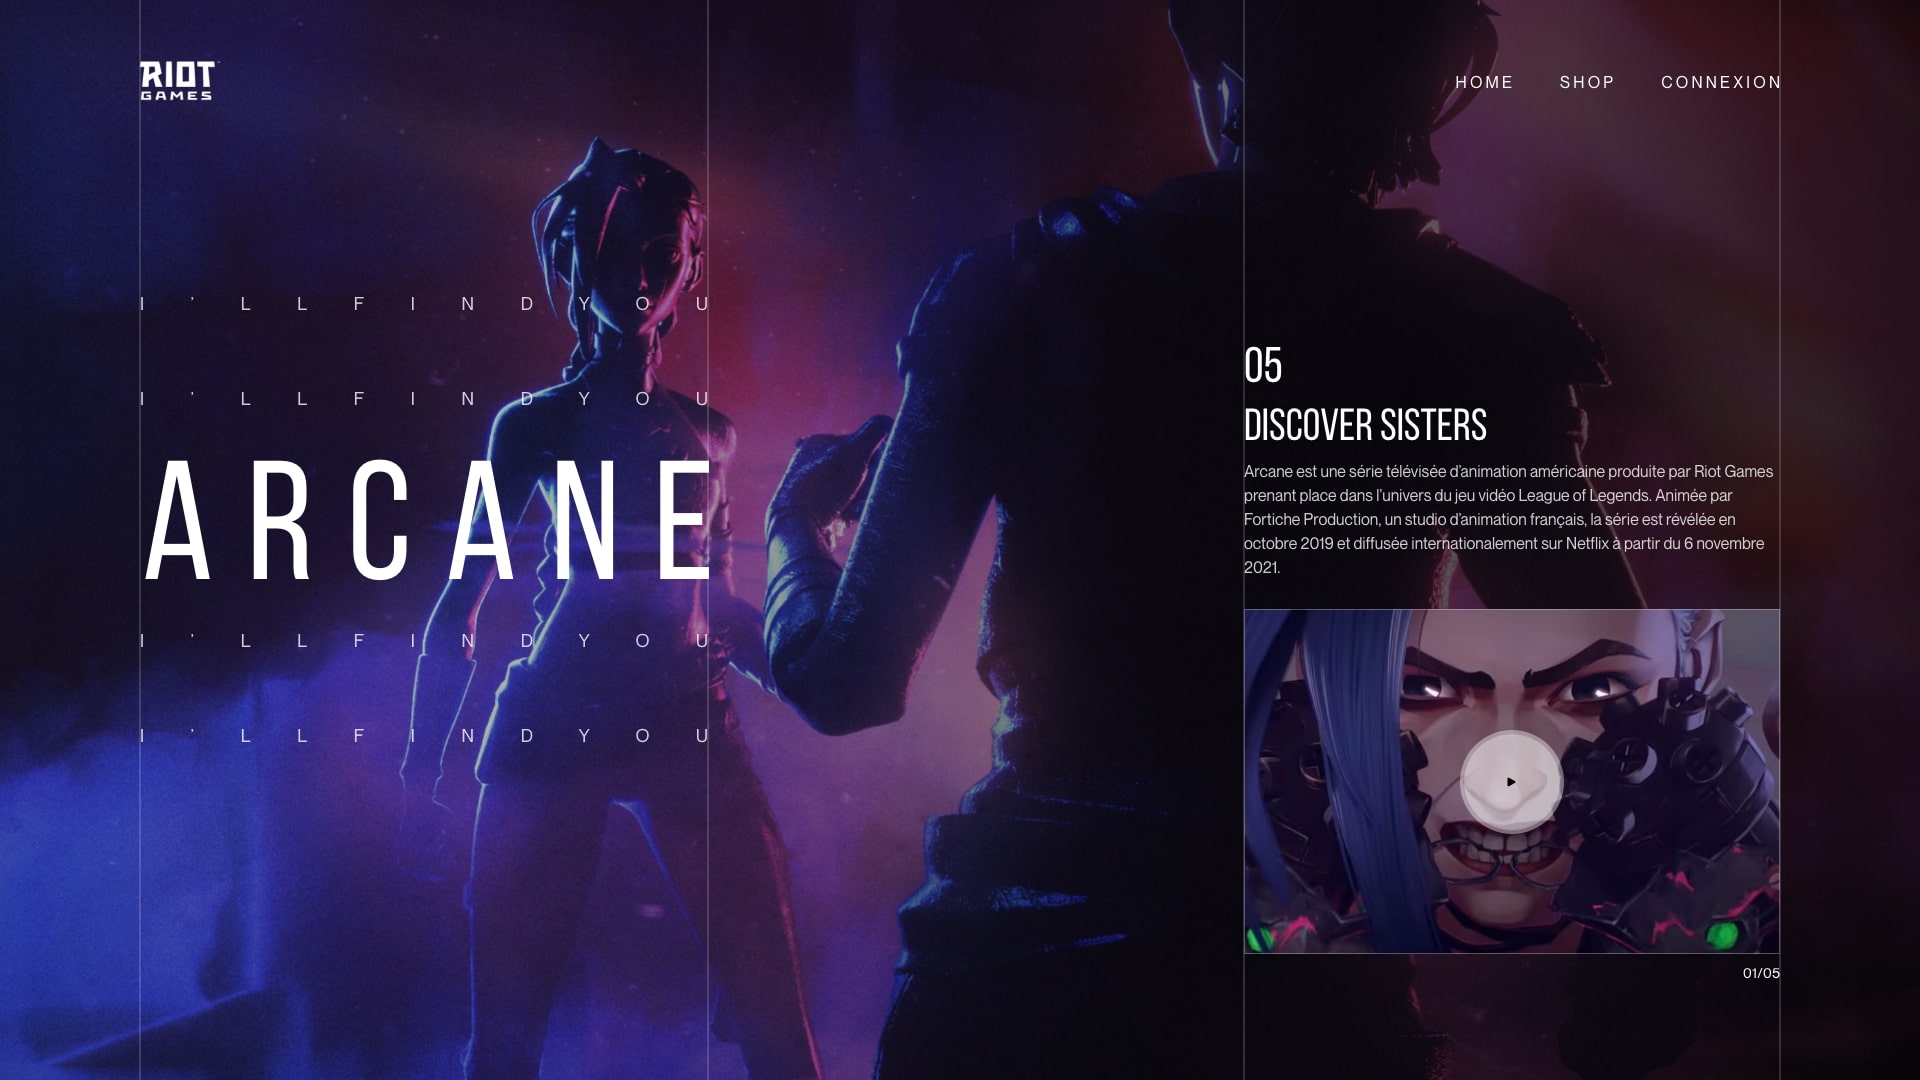 RIOT
GAMES
HOME SHOP CONNEXION
I ' L L F I N D Y O U
I ' L L F I N D Y O U
ARCANE
I ' L L F I N D Y O U
I ' L L F I N D Y O U
05
DISCOVER SISTERS
Arcane est une série télévisée d'animation américaine produite par Riot Games
prenant place dans l'univers du jeu vidéo League of Legends. Animée par
Fortiche Production, un studio d'animation français, la série est révélée en
octobre 2019 et diffusée internationalement sur Netflix à partir du 6 novembre
2021.
01/05